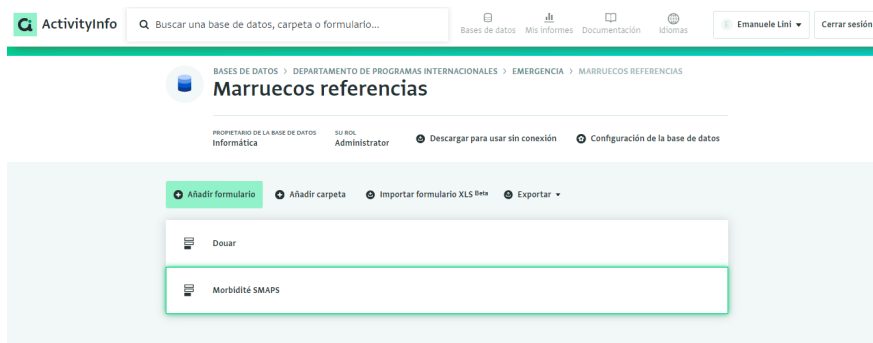 ActivityInfo
Buscar una base de datos, carpeta o formulario...
Bases de datos
Mis informes
Documentación
Idiomas
Emanuele Lini
Cerrar sesión
BASES DE DATOS > DEPARTAMENTO DE PROGRAMAS INTERNACIONALES > EMERGENCIA > MARRUECOS REFERENCIAS
Marruecos referencias
PROPIETARIO DE LA BASE DE DATOS
Informática
SU ROL
Administrator
Descargar para usar sin conexión
Configuración de la base de datos
Añadir formulario
Añadir carpeta
Importar formulario XLS Beta
Exportar
Douar
Morbidité SMAPS